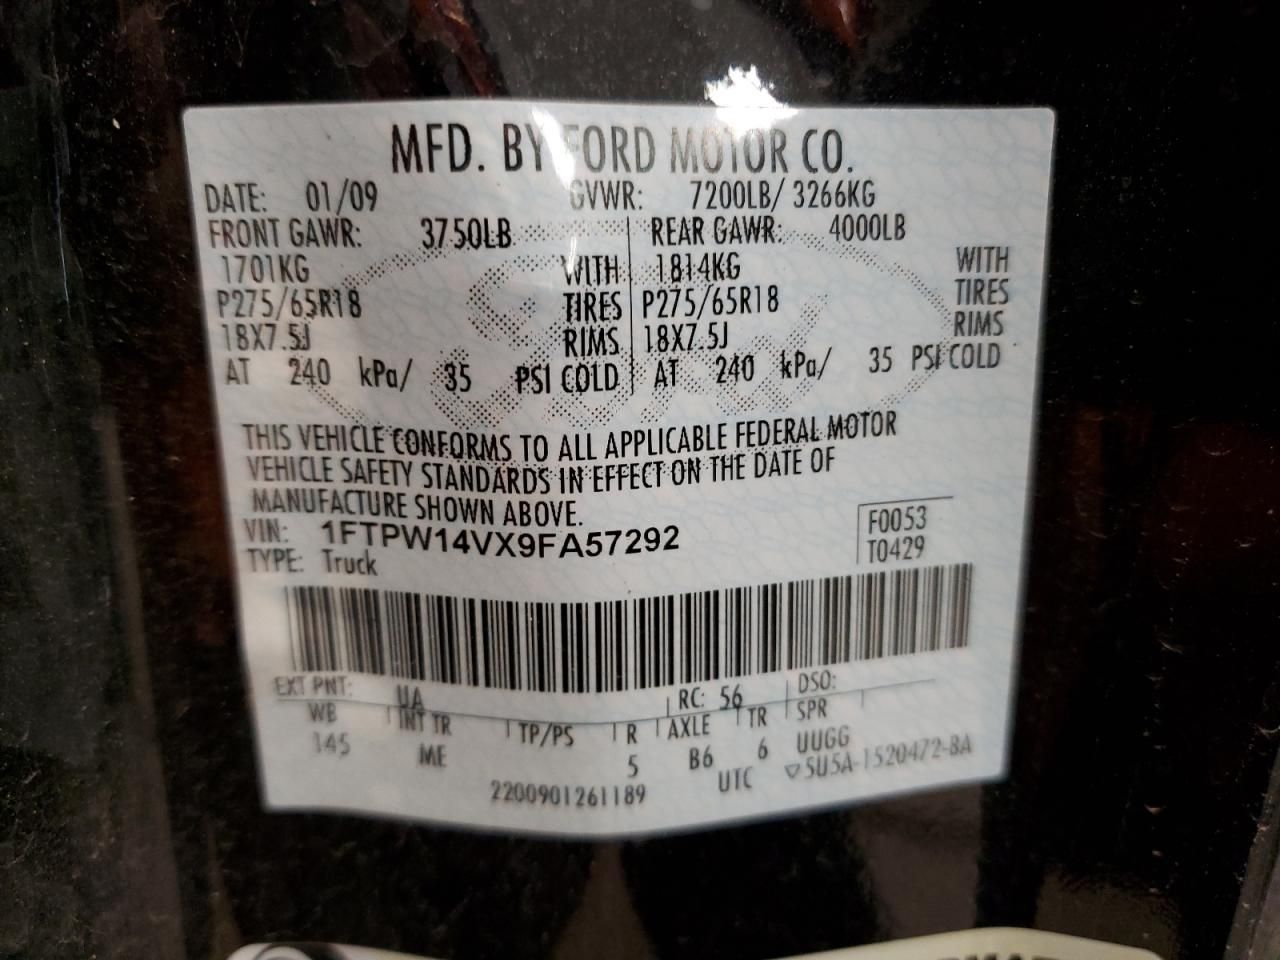 MFD. BY FORD MOTOR CO.
DATE: 01/09 GVWR: 7200LB/ 3266KG
FRONT GAWR: 3750LB REAR GAWR: 4000LB
1701KG WITH 1814KG WITH
P275/65R18 TIRES P275/65R18 TIRES
18X7.5J RIMS 18X7.5J RIMS
AT 240 kPa/ 35 PSI COLD AT 240 kPa/ 35 PSI COLD
THIS VEHICLE CONFORMS TO ALL APPLICABLE FEDERAL MOTOR
VEHICLE SAFETY STANDARDS IN EFFECT ON THE DATE OF
MANUFACTURE SHOWN ABOVE.
VIN: 1FTPW14VX9FA57292 F0053
TYPE: Truck T0429
EXT PNT: UA RC: 56 DSO:
WB INT TR TP/PS R AXLE TR SPR
145 ME 5 B6 6 UUGG
2200901261189 UTC ▽5U5A-1520472-BA